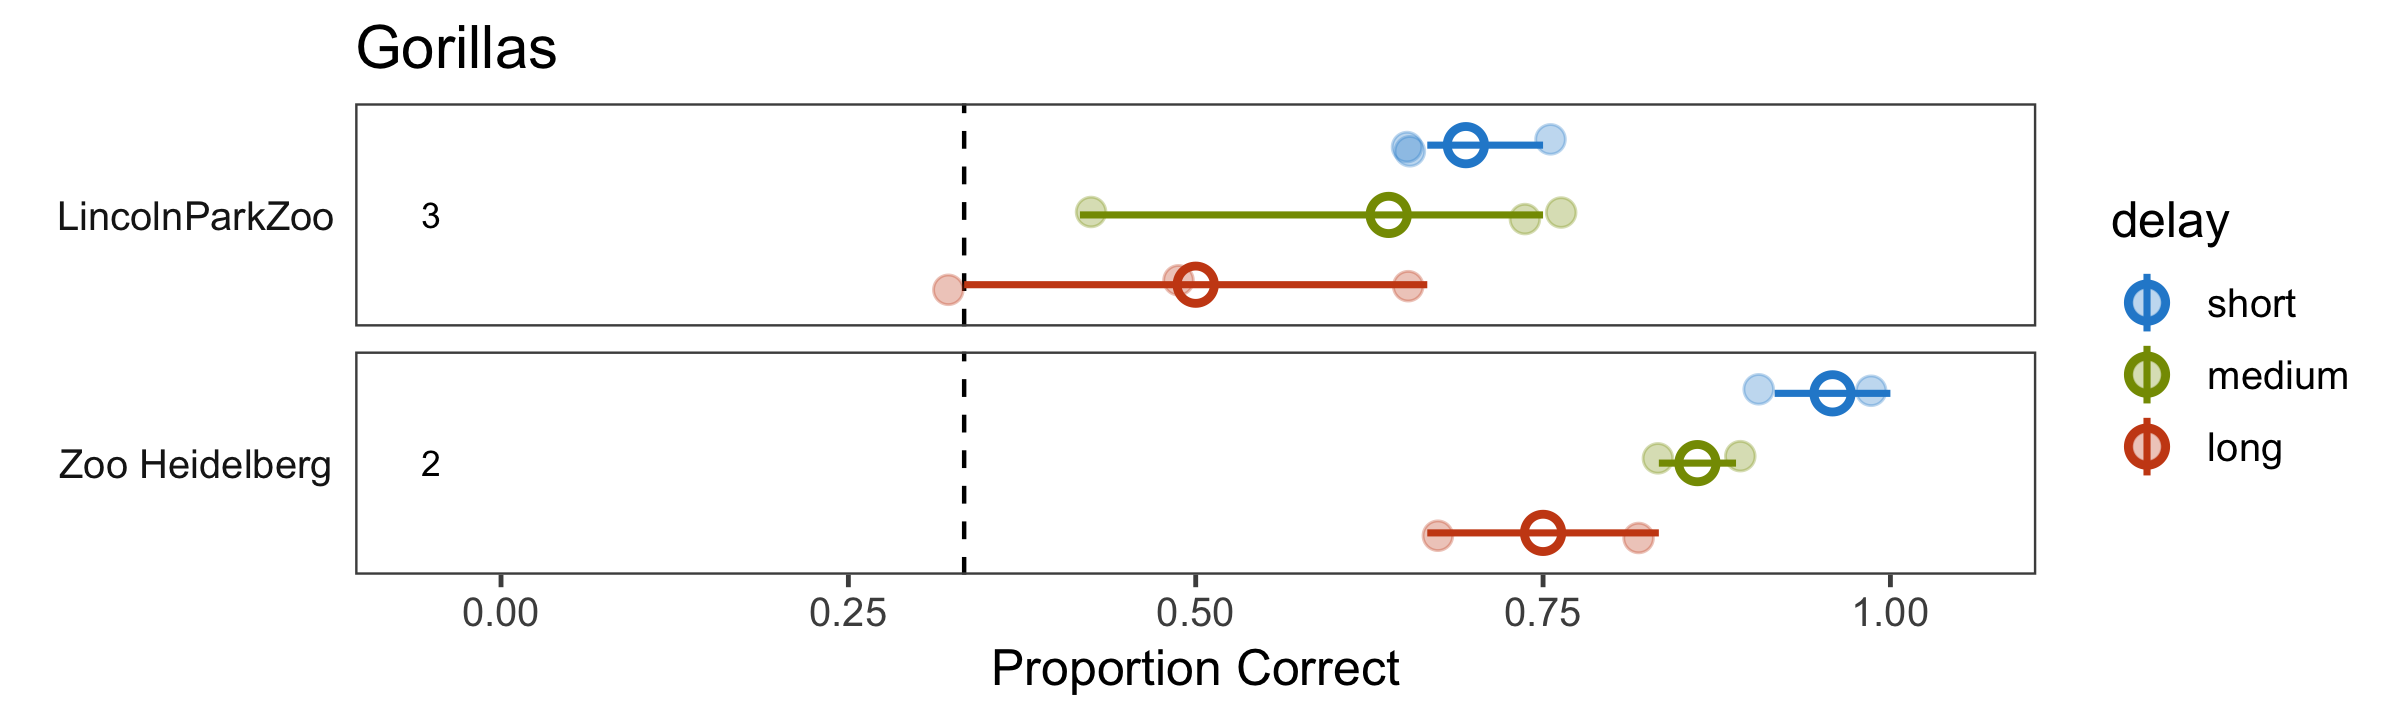 Gorillas
LincolnParkZoo
3
Zoo Heidelberg
2
0.00 0.25 0.50 0.75 1.00
Proportion Correct
delay
short
medium
long